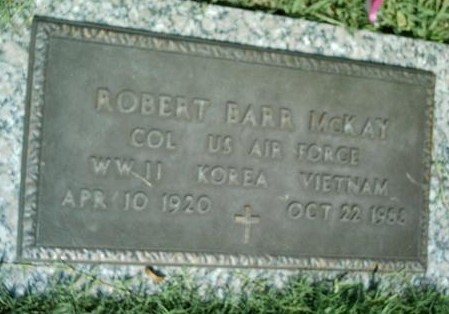 ROBERT BARR McKAY
COL US AIR FORCE
WW II KOREA VIETNAM
APR 10 1920 OCT 22